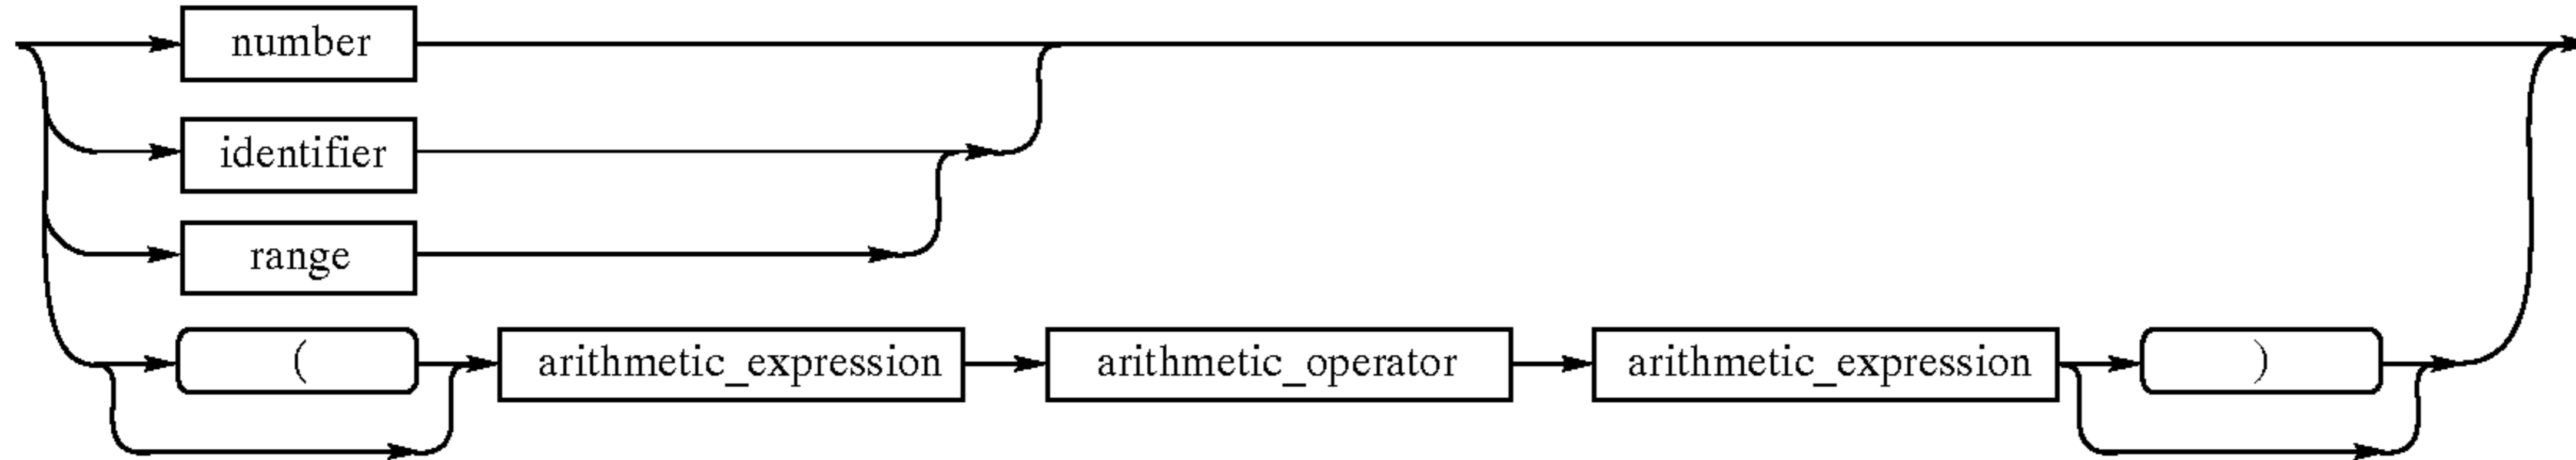 number
identifier
range
( arithmetic_expression arithmetic_operator arithmetic_expression )